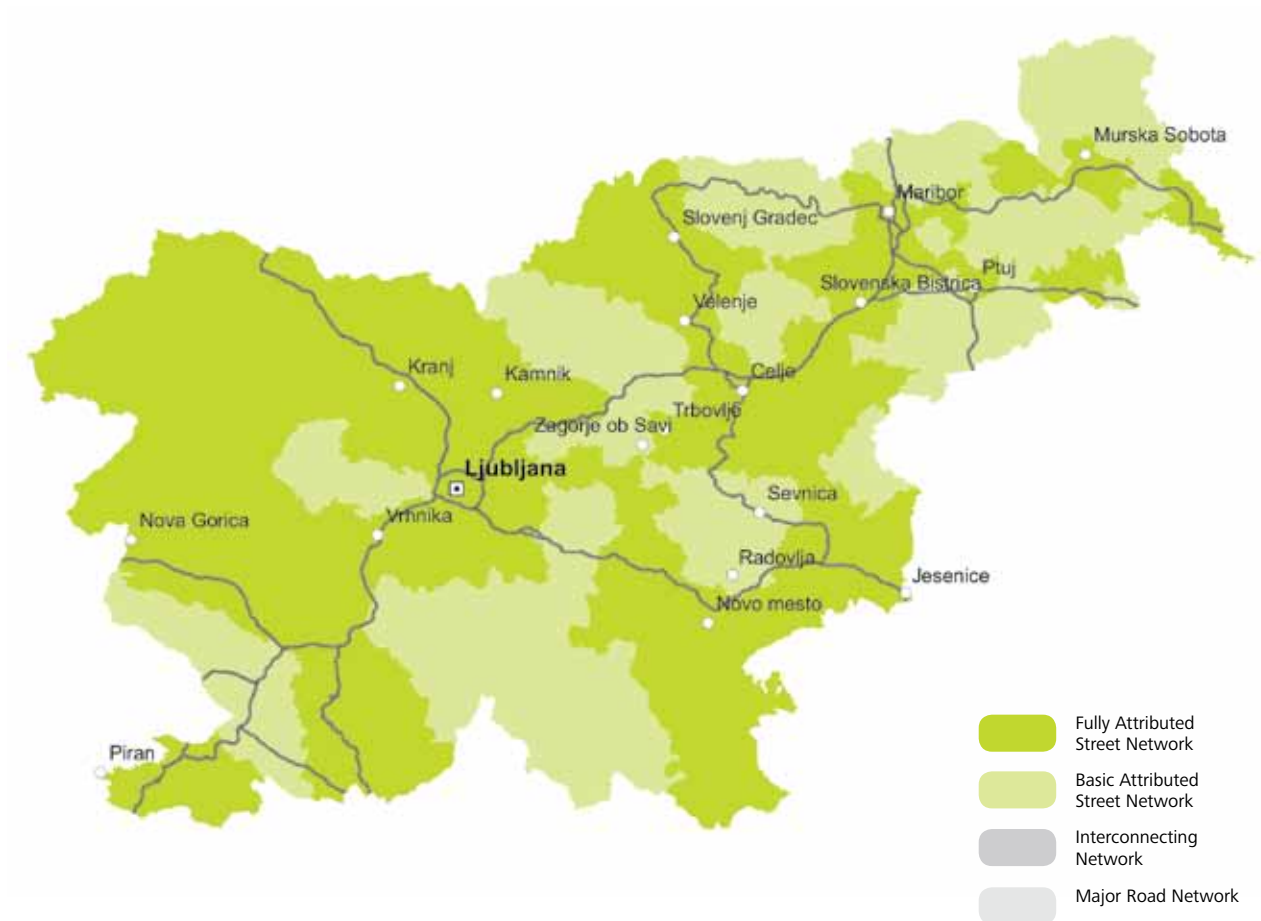 Murska Sobota
Maribor
Slovenj Gradec
Ptuj
Slovenska Bistrica
Velenje
Kranj
Kamnik
Celje
Trbovlje
Zagorje ob Savi
Ljubljana
Sevnica
Nova Gorica
Vrhnika
Radovlja
Jesenice
Novo mesto
Piran
Fully Attributed
Street Network
Basic Attributed
Street Network
Interconnecting
Network
Major Road Network